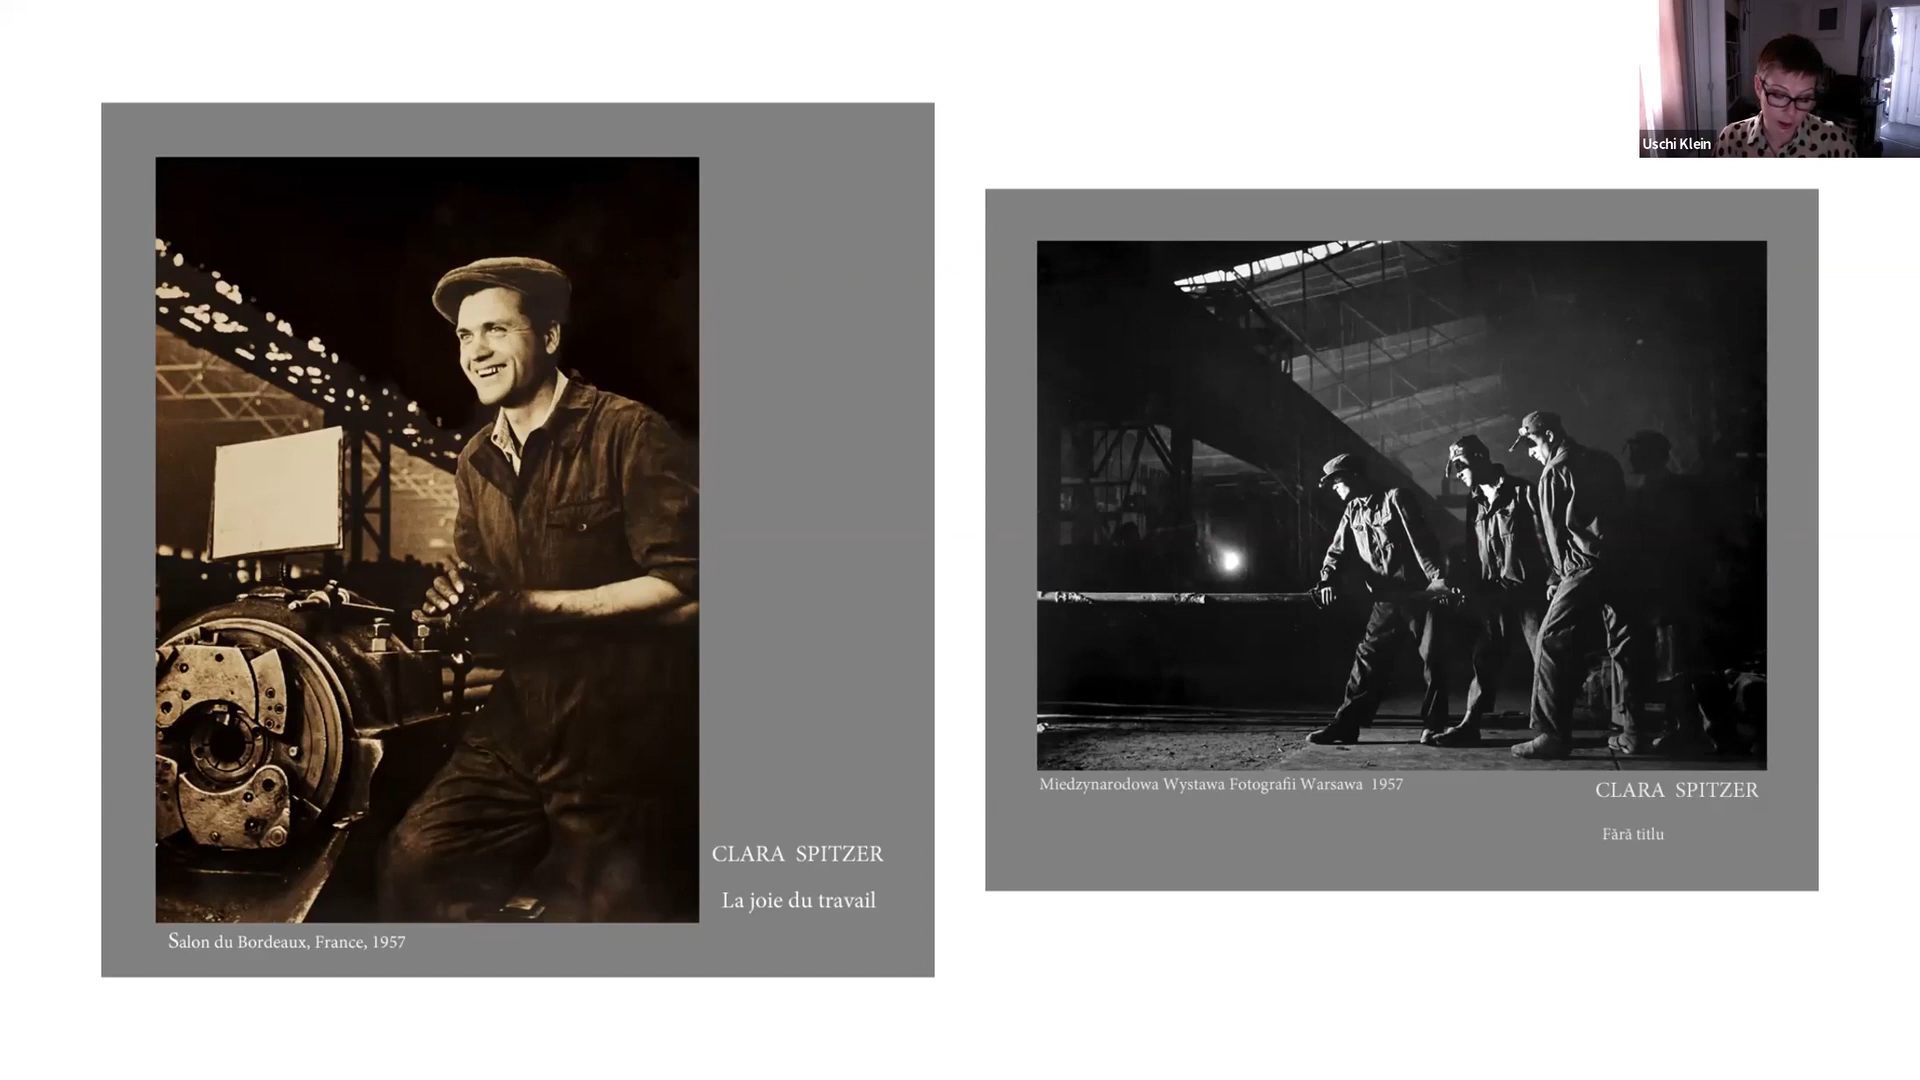 Uschi Klein
CLARA SPITZER
La joie du travail
Salon du Bordeaux, France, 1957
Miedzynarodowa Wystawa Fotografii Warsawa 1957
CLARA SPITZER
Fără titlu